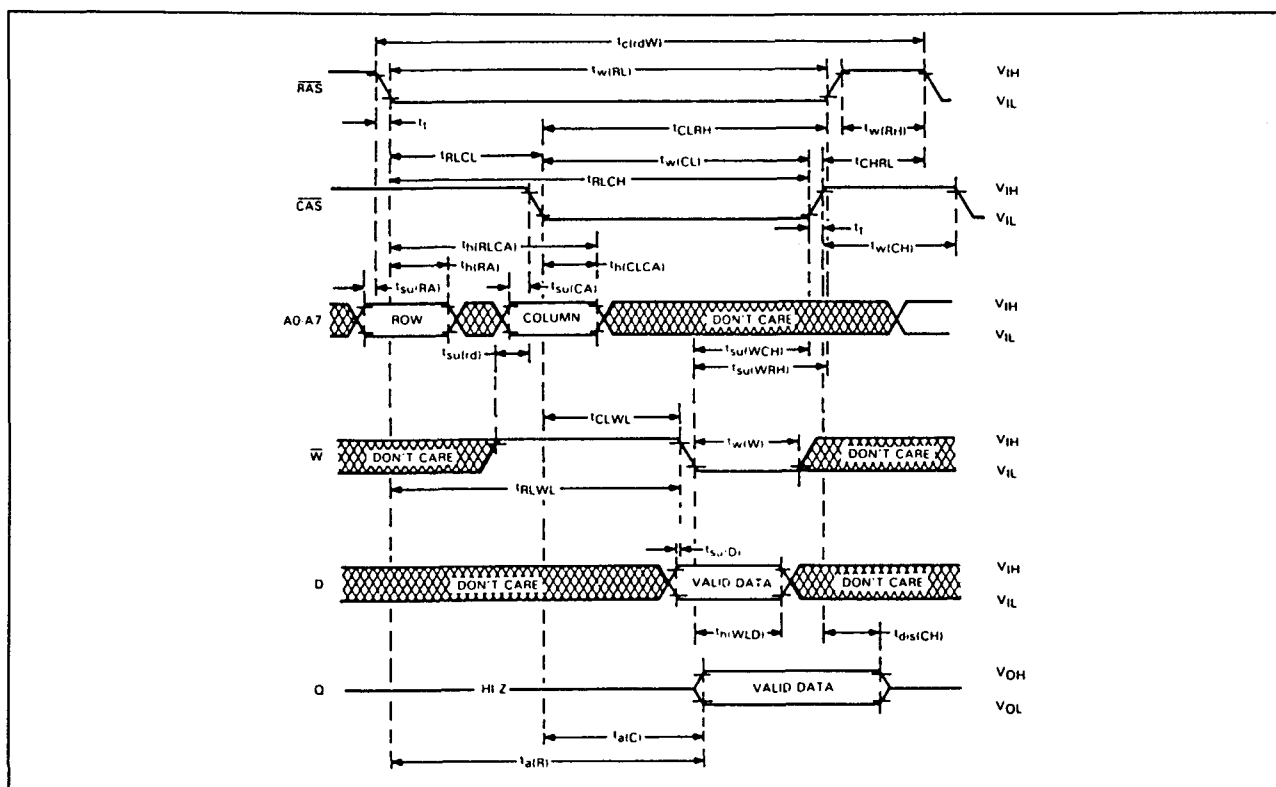 tc(rdW)
tw(RL)
VIH
RAS
VIL
tt
tCLRH
tw(RH)
tRLCL
tw(CL)
tCHRL
tRLCH
VIH
CAS
VIL
tt
th(RLCA)
tw(CH)
th(RA)
th(CLCA)
tsu(RA)
tsu(CA)
VIH
A0-A7
ROW
COLUMN
DON'T CARE
VIL
tsu(rd)
tsu(WCH)
tsu(WRH)
tCLWL
tw(W)
VIH
W
DON'T CARE
DON'T CARE
VIL
tRLWL
tsu(D)
VIH
D
DON'T CARE
VALID DATA
DON'T CARE
VIL
th(WLD)
tdis(CH)
VOH
Q
HI Z
VALID DATA
VOL
ta(C)
ta(R)